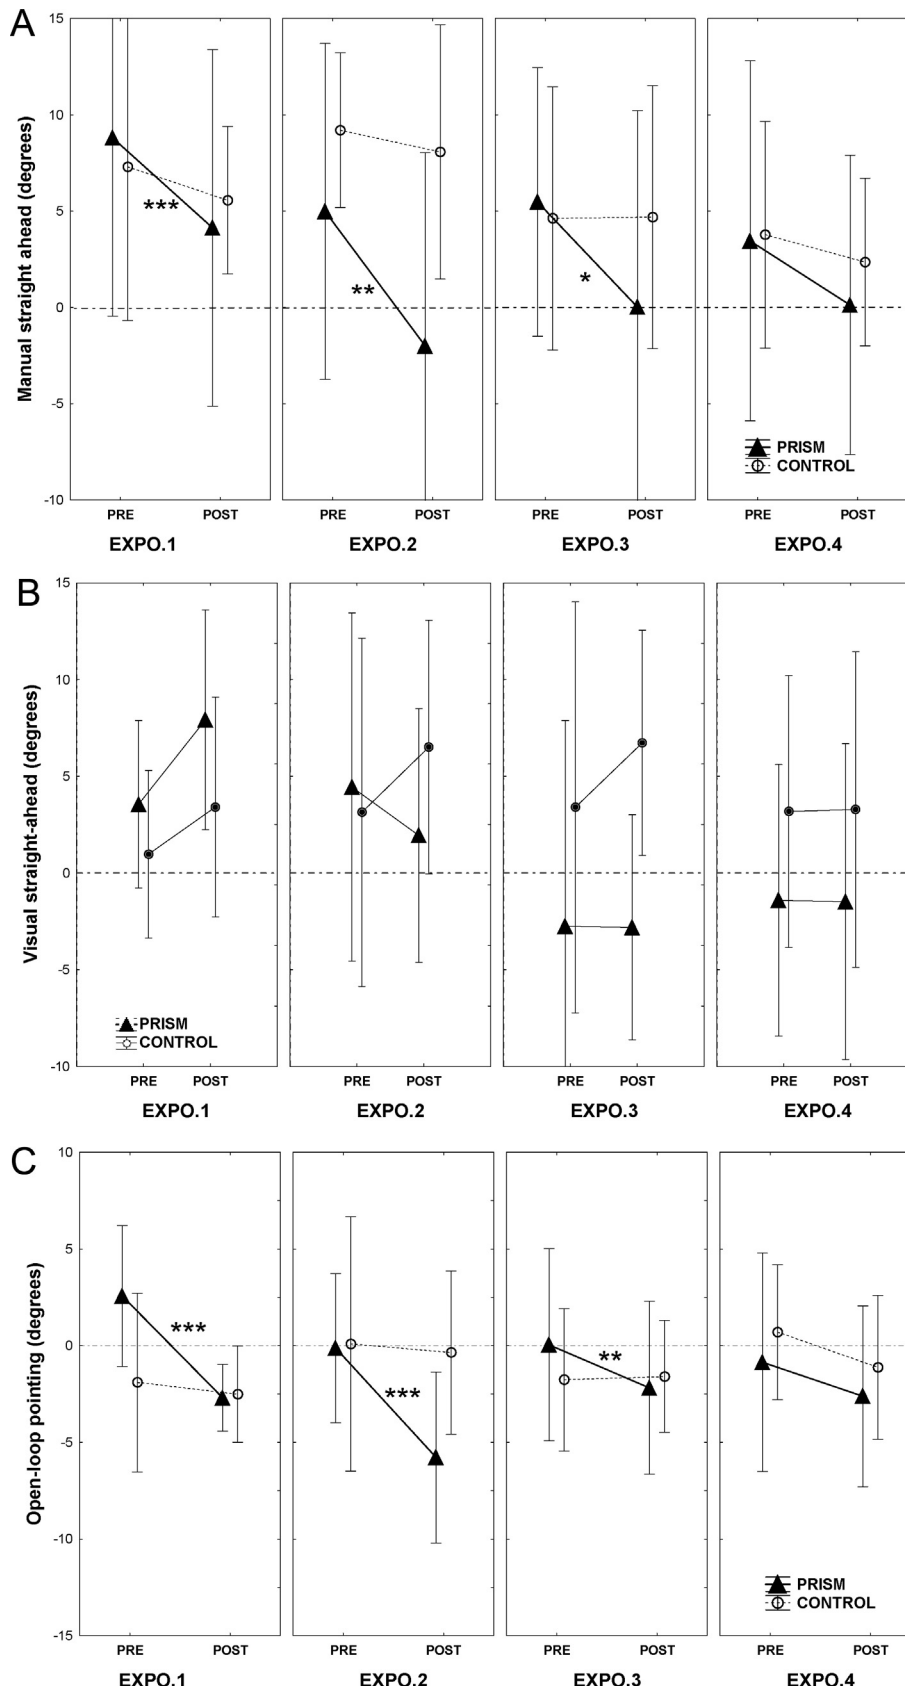 A
Manual straight ahead (degrees)
15
10
5
0
-5
-10
***
**
*
PRISM
CONTROL
PRE POST PRE POST PRE POST PRE POST
EXPO.1 EXPO.2 EXPO.3 EXPO.4
B
Visual straight-ahead (degrees)
15
10
5
0
-5
-10
PRISM
CONTROL
PRE POST PRE POST PRE POST PRE POST
EXPO.1 EXPO.2 EXPO.3 EXPO.4
C
Open-loop pointing (degrees)
10
5
0
-5
-10
-15
***
***
**
PRISM
CONTROL
PRE POST PRE POST PRE POST PRE POST
EXPO.1 EXPO.2 EXPO.3 EXPO.4